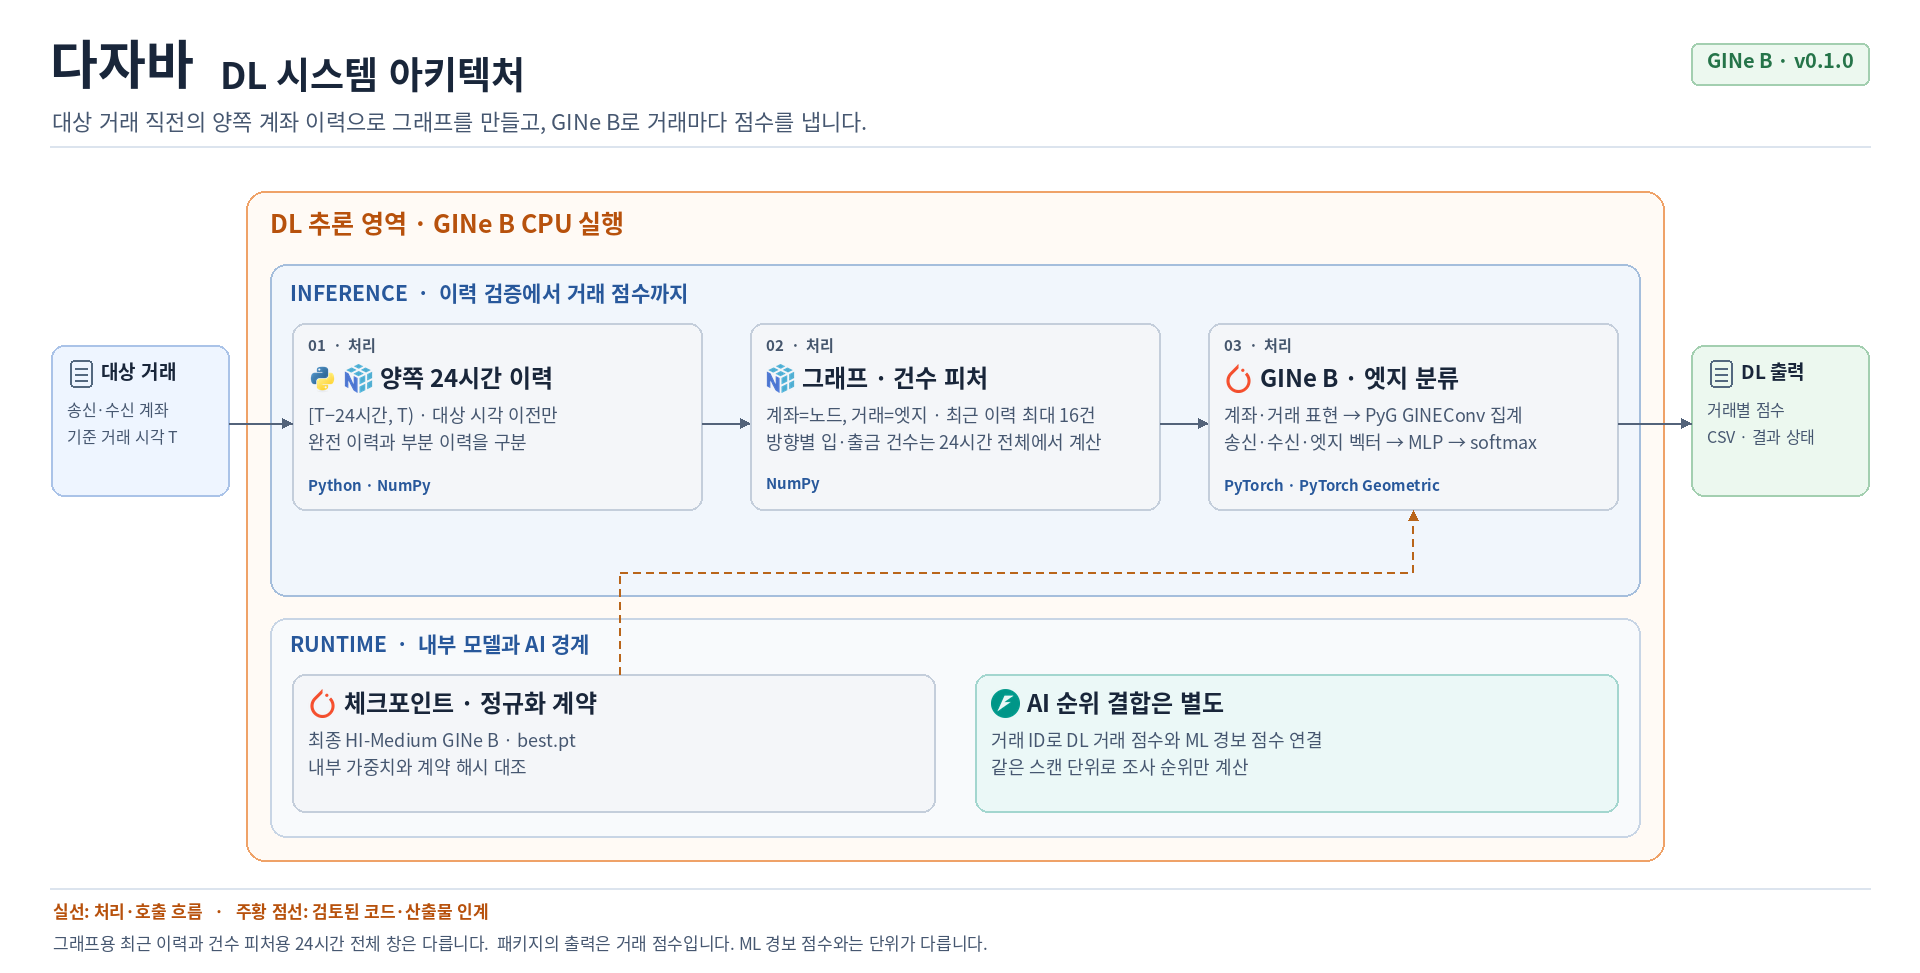 다자바 DL 시스템 아키텍처
GINe B · v0.1.0
대상 거래 직전의 양쪽 계좌 이력으로 그래프를 만들고, GINe B로 거래마다 점수를 냅니다.
DL 추론 영역 · GINe B CPU 실행
INFERENCE · 이력 검증에서 거래 점수까지
대상 거래
송신·수신 계좌
기준 거래 시각 T
01 · 처리
양쪽 24시간 이력
[T−24시간, T) · 대상 시각 이전만
완전 이력과 부분 이력을 구분
Python · NumPy
02 · 처리
그래프 · 건수 피처
계좌=노드, 거래=엣지 · 최근 이력 최대 16건
방향별 입·출금 건수는 24시간 전체에서 계산
NumPy
03 · 처리
GINe B · 엣지 분류
계좌·거래 표현 → PyG GINEConv 집계
송신·수신·엣지 벡터 → MLP → softmax
PyTorch · PyTorch Geometric
DL 출력
거래별 점수
CSV · 결과 상태
RUNTIME · 내부 모델과 AI 경계
체크포인트 · 정규화 계약
최종 HI-Medium GINe B · best.pt
내부 가중치와 계약 해시 대조
AI 순위 결합은 별도
거래 ID로 DL 거래 점수와 ML 경보 점수 연결
같은 스캔 단위로 조사 순위만 계산
실선: 처리·호출 흐름 · 주황 점선: 검토된 코드·산출물 인계
그래프용 최근 이력과 건수 피처용 24시간 전체 창은 다릅니다. 패키지의 출력은 거래 점수입니다. ML 경보 점수와는 단위가 다릅니다.